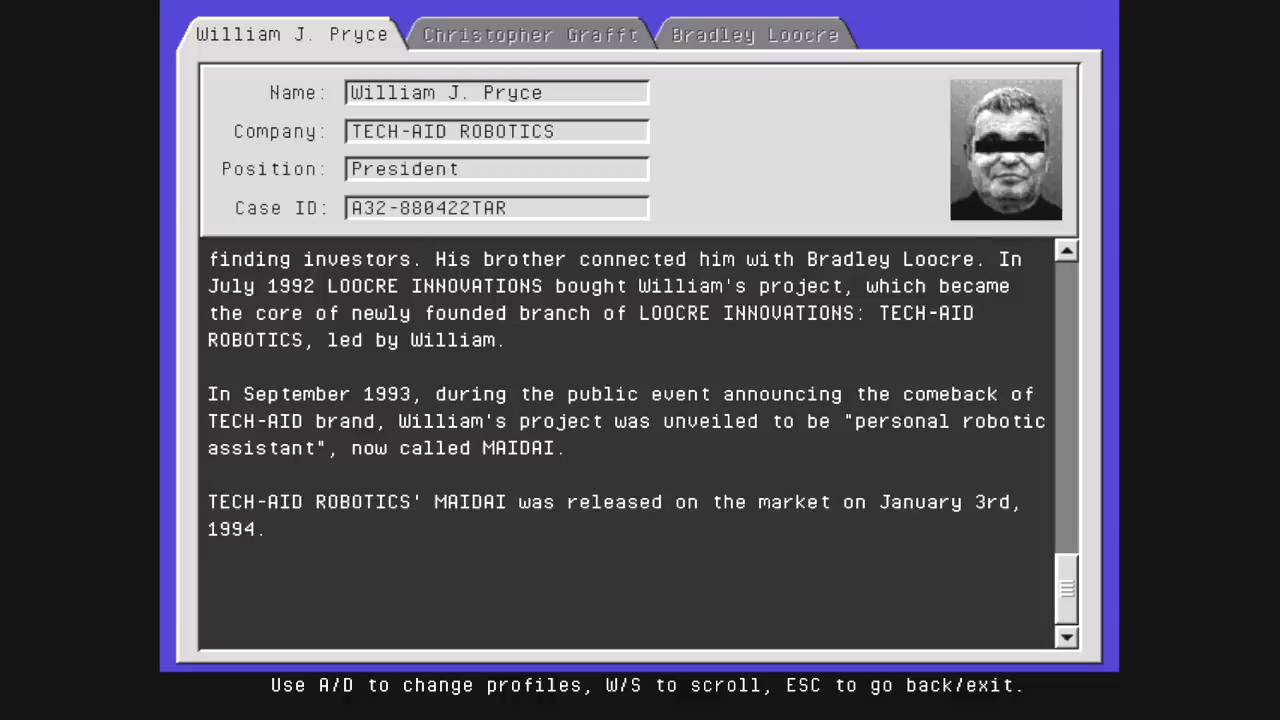 William J. Pryce
Christopher Grafft
Bradley Loocre
Name: William J. Pryce
Company: TECH-AID ROBOTICS
Position: President
Case ID: A32-880422TAR
finding investors. His brother connected him with Bradley Loocre. In
July 1992 LOOCRE INNOVATIONS bought William's project, which became
the core of newly founded branch of LOOCRE INNOVATIONS: TECH-AID
ROBOTICS, led by William.
In September 1993, during the public event announcing the comeback of
TECH-AID brand, William's project was unveiled to be "personal robotic
assistant", now called MAIDAI.
TECH-AID ROBOTICS' MAIDAI was released on the market on January 3rd,
1994.
Use A/D to change profiles, W/S to scroll, ESC to go back/exit.